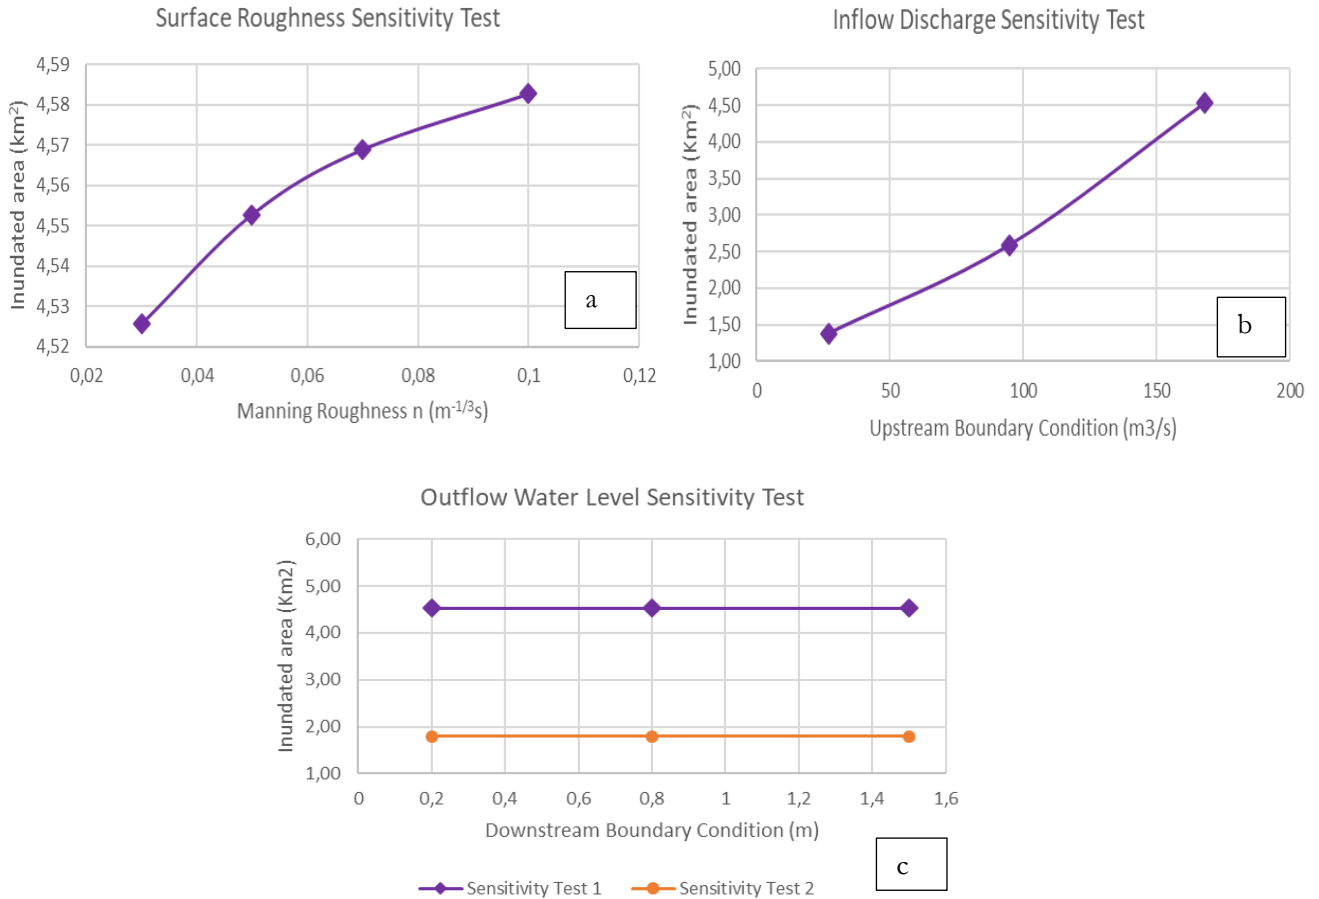 Surface Roughness Sensitivity Test
Inundated area (km²)
4,59
4,58
4,57
4,56
4,55
4,54
4,53
4,52
0,02 0,04 0,06 0,08 0,1 0,12
Manning Roughness n (m⁻¹/³s)
a
Inflow Discharge Sensitivity Test
Inundated area (Km²)
5,00
4,50
4,00
3,50
3,00
2,50
2,00
1,50
1,00
0 50 100 150 200
Upstream Boundary Condition (m3/s)
b
Outflow Water Level Sensitivity Test
Inundated area (Km2)
6,00
5,00
4,00
3,00
2,00
1,00
0 0,2 0,4 0,6 0,8 1 1,2 1,4 1,6
Downstream Boundary Condition (m)
c
Sensitivity Test 1 Sensitivity Test 2